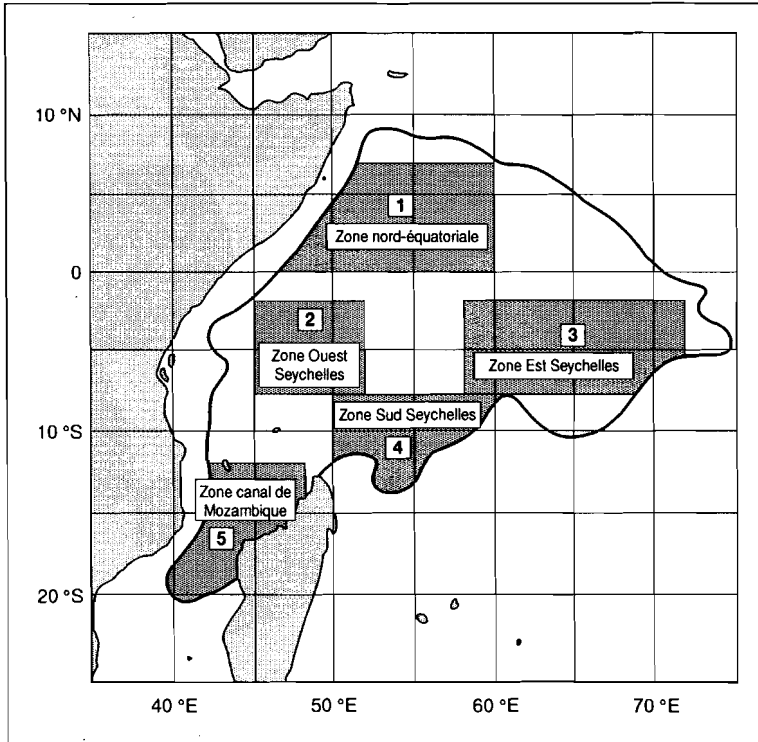 10 °N
1
Zone nord-équatoriale
0
2
3
Zone Ouest
Seychelles
Zone Est Seychelles
Zone Sud Seychelles
10 °S
4
Zone canal de
Mozambique
5
20 °S
40 °E
50 °E
60 °E
70 °E